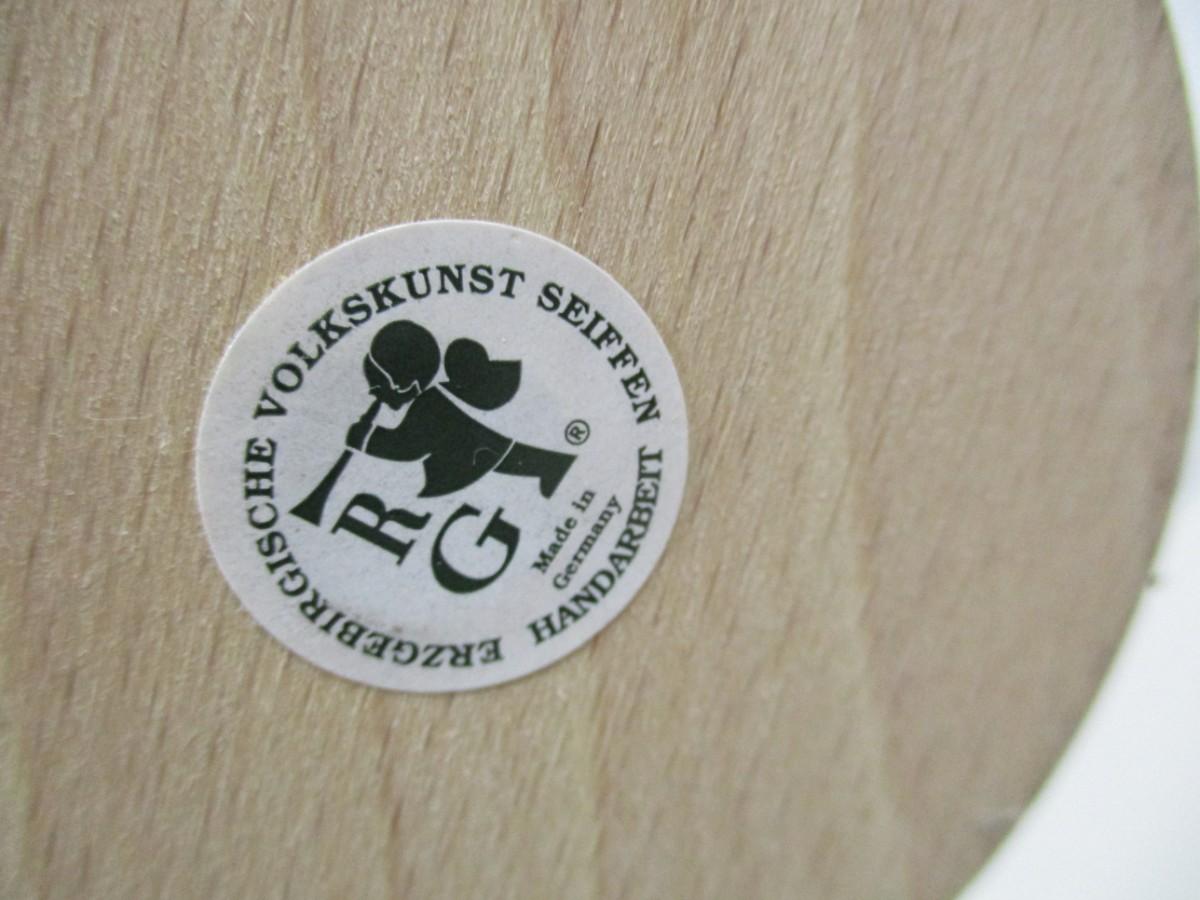 ERZGEBIRGISCHE VOLKSKUNST SEIFFEN
HANDARBEIT
R
G
®
Made in
Germany